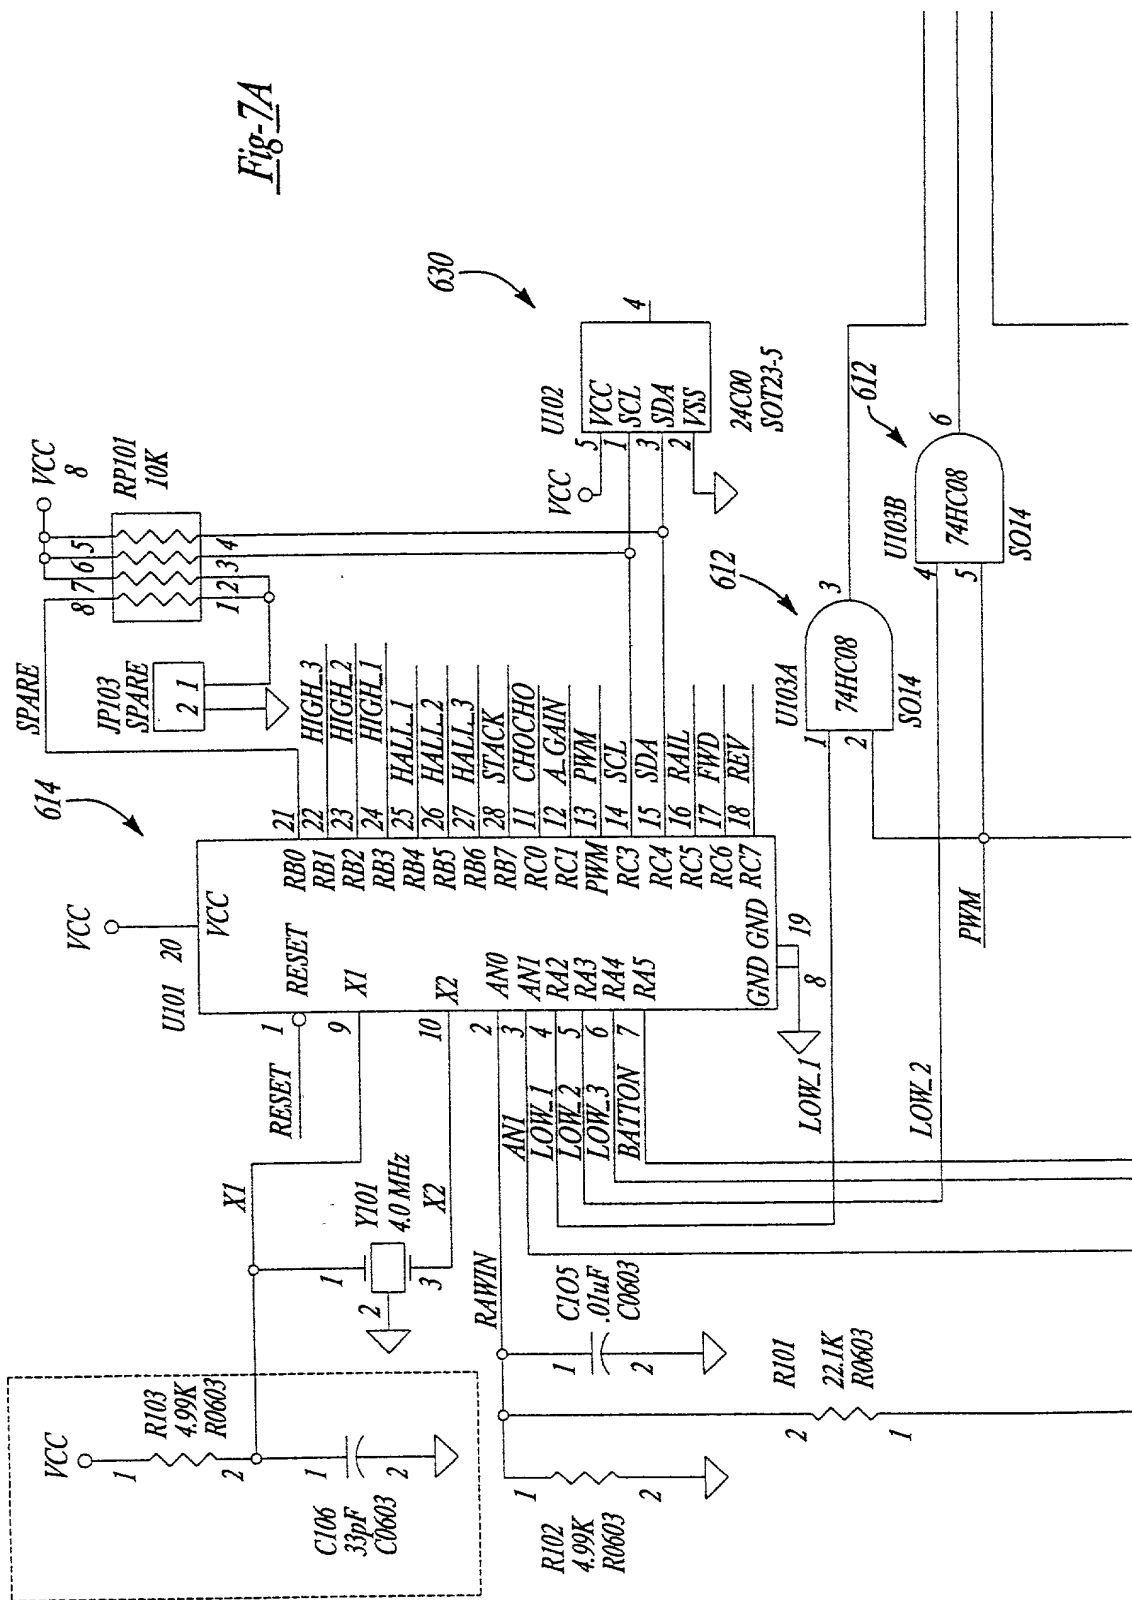 Fig-7A
VCC
R103
4.99K
R0603
1
2
C106
33pF
C0603
1
2
X1
Y101
4.0 MHz
1
2
3
X2
RAWIN
R102
4.99K
R0603
1
2
C105
.01uF
C0603
1
2
R101
22.1K
R0603
2
1
614
VCC
U101
20
VCC
RESET
1
RESET
9
X1
10
X2
2
AN0
AN1
3
AN1
LOW_1
4
RA2
LOW_2
5
RA3
LOW_3
6
RA4
BATTON
7
RA5
GND GND
8
19
RB0
21
SPARE
RB1
22
HIGH_3
RB2
23
HIGH_2
RB3
24
HIGH_1
RB4
25
HALL_1
RB5
26
HALL_2
RB6
27
HALL_3
RB7
28
STACK
RC0
11
CHOCHO
RC1
12
A_GAIN
PWM
13
PWM
RC3
14
SCL
RC4
15
SDA
RC5
16
RAIL
RC6
17
FWD
RC7
18
REV
JP103
SPARE
2 1
VCC
8
RP101
10K
8 7 6 5
1 2 3 4
630
U102
VCC
5
VCC
1
SCL
3
SDA
2
VSS
4
24C00
SOT23-5
612
U103A
1
2
3
74HC08
SO14
LOW_1
612
U103B
4
5
6
74HC08
SO14
LOW_2
PWM